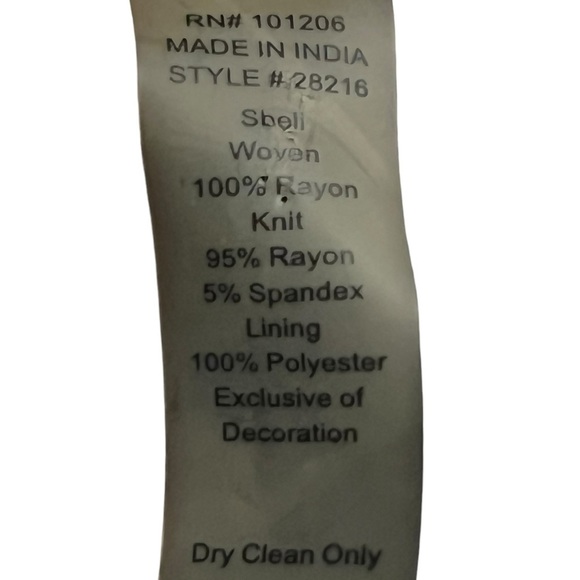 RN# 101206
MADE IN INDIA
STYLE # 28216
Shell
Woven
100% Rayon
Knit
95% Rayon
5% Spandex
Lining
100% Polyester
Exclusive of
Decoration
Dry Clean Only